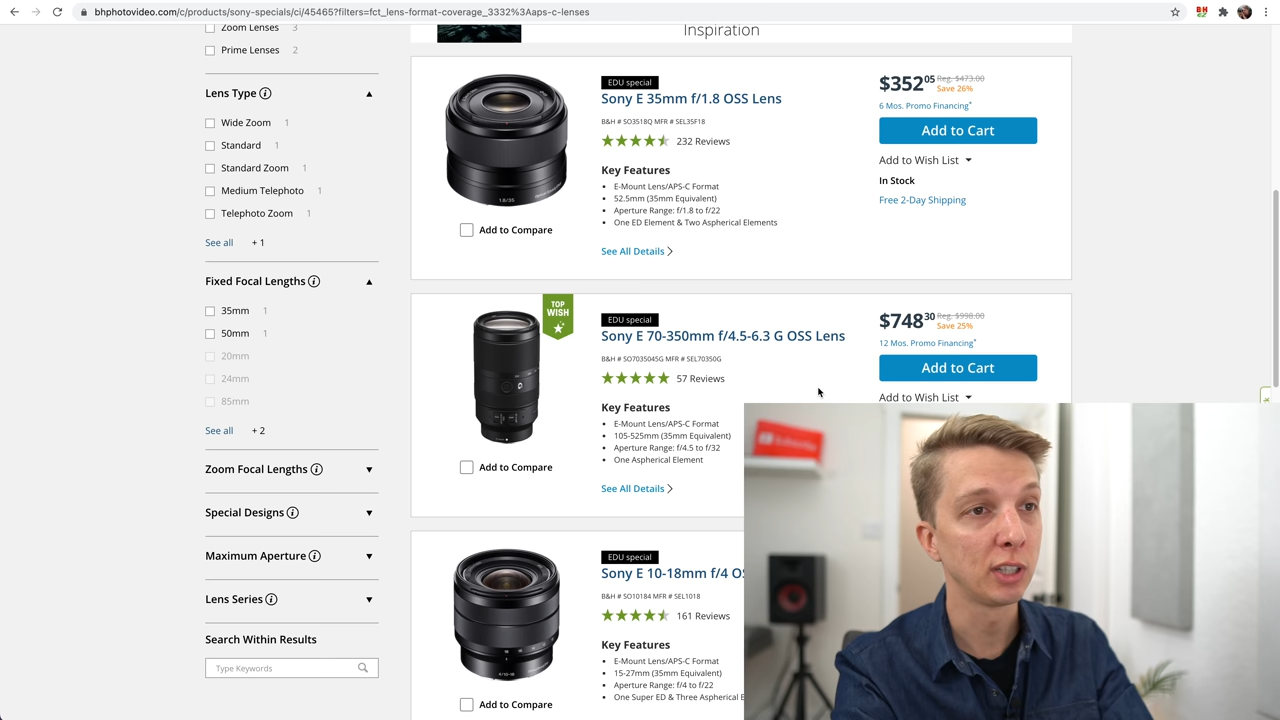 bhphotovideo.com/c/products/sony-specials/ci/45465?filters=fct_lens-format-coverage_3332%3Aaps-c-lenses
Zoom Lenses 3
Prime Lenses 2
Lens Type
Wide Zoom 1
Standard 1
Standard Zoom 1
Medium Telephoto 1
Telephoto Zoom 1
See all + 1
Fixed Focal Lengths
35mm 1
50mm 1
20mm
24mm
85mm
See all + 2
Zoom Focal Lengths
Special Designs
Maximum Aperture
Lens Series
Search Within Results
Type Keywords
Inspiration
EDU special
Sony E 35mm f/1.8 OSS Lens
B&H # SO3518Q MFR # SEL35F18
232 Reviews
Key Features
E-Mount Lens/APS-C Format
52.5mm (35mm Equivalent)
Aperture Range: f/1.8 to f/22
One ED Element & Two Aspherical Elements
See All Details
Add to Compare
$352.05 Reg. $473.00
Save 26%
6 Mos. Promo Financing*
Add to Cart
Add to Wish List
In Stock
Free 2-Day Shipping
TOP
WISH
EDU special
Sony E 70-350mm f/4.5-6.3 G OSS Lens
B&H # SO7035045G MFR # SEL70350G
57 Reviews
Key Features
E-Mount Lens/APS-C Format
105-525mm (35mm Equivalent)
Aperture Range: f/4.5 to f/32
One Aspherical Element
See All Details
Add to Compare
$748.30 Reg. $998.00
Save 25%
12 Mos. Promo Financing*
Add to Cart
Add to Wish List
EDU special
Sony E 10-18mm f/4 OS
B&H # SO10184 MFR # SEL1018
161 Reviews
Key Features
E-Mount Lens/APS-C Format
15-27mm (35mm Equivalent)
Aperture Range: f/4 to f/22
One Super ED & Three Aspherical E
Add to Compare